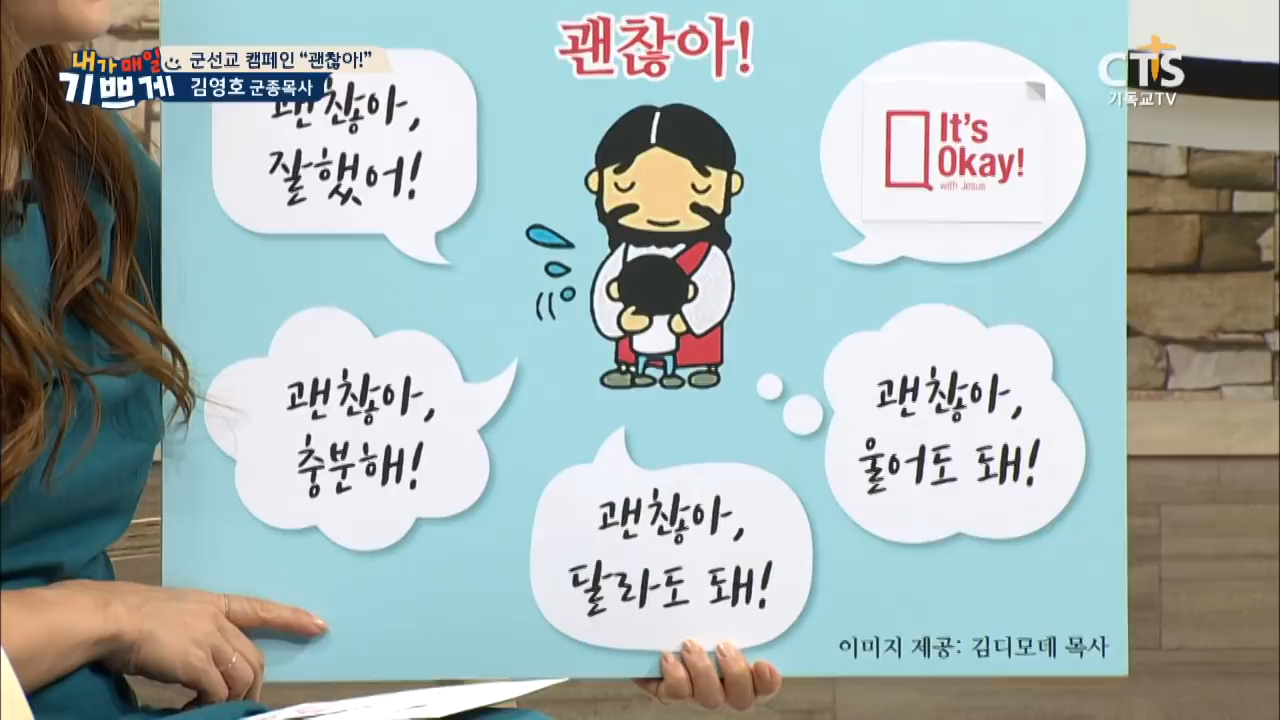 내가 매일
기쁘게
군선교 캠페인 “괜찮아!”
김영호 군종목사
CTS
기독교TV
괜찮아!
괜찮아,
잘했어!
It's
Okay!
with Jesus
괜찮아,
충분해!
괜찮아,
울어도 돼!
괜찮아,
달라도 돼!
이미지 제공: 김디모데 목사